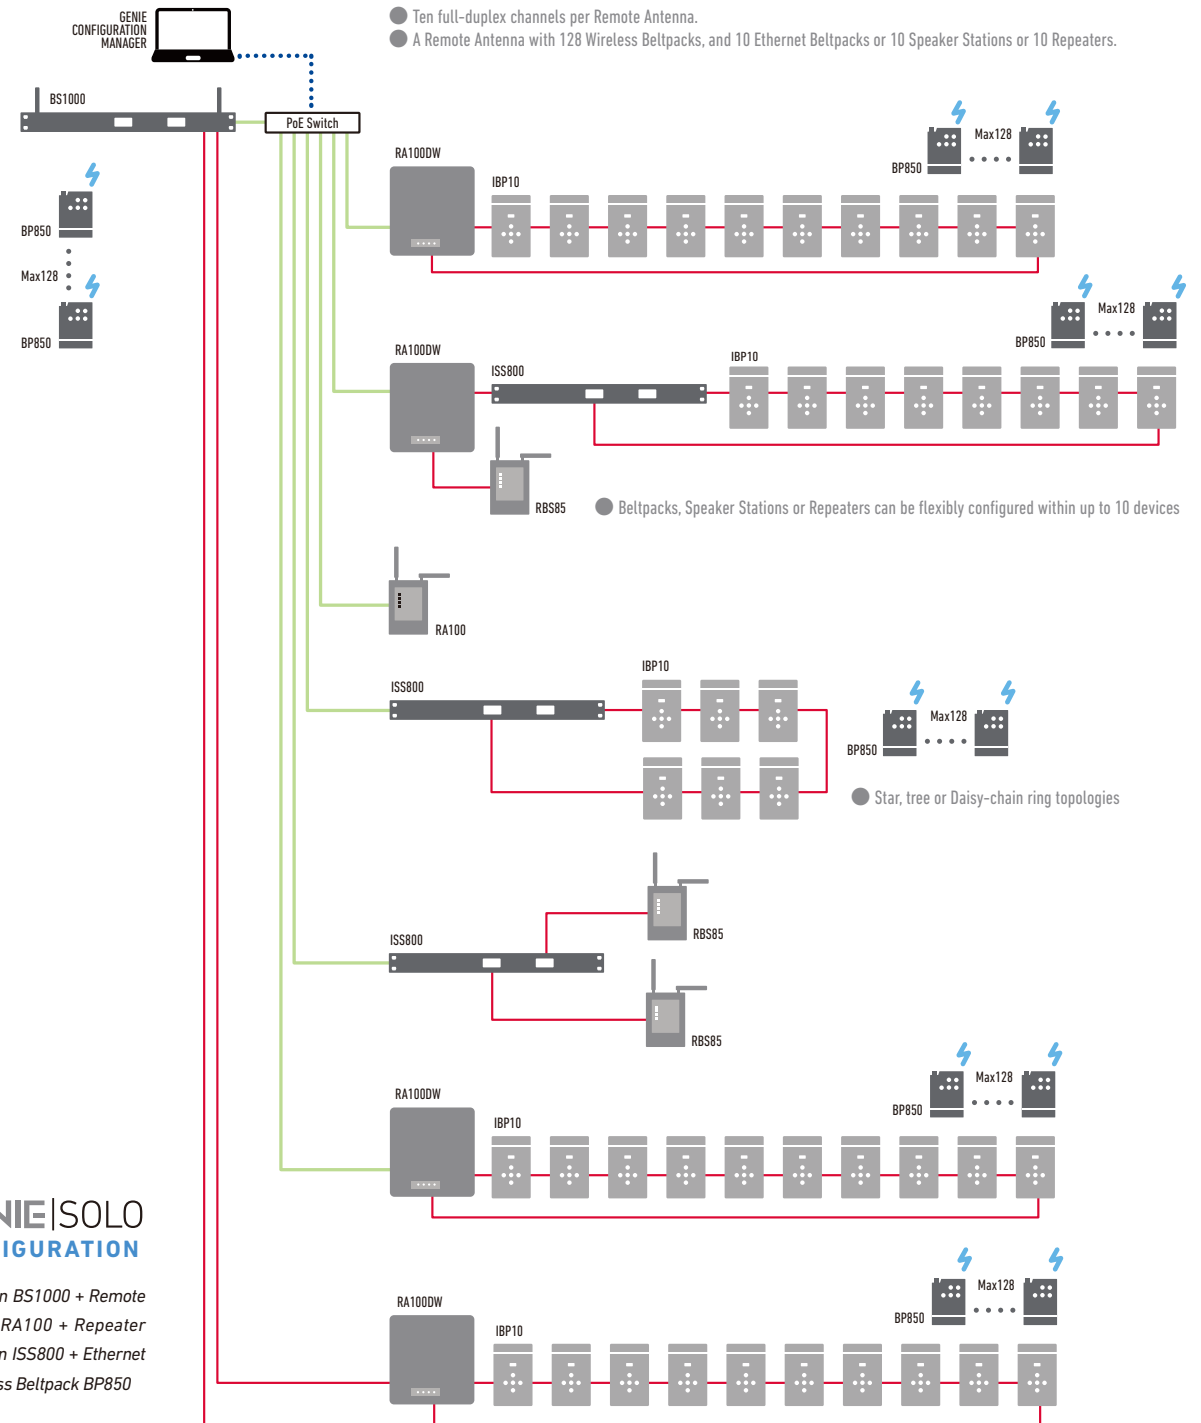 GENIE
CONFIGURATION
MANAGER
Ten full-duplex channels per Remote Antenna.
A Remote Antenna with 128 Wireless Beltpacks, and 10 Ethernet Beltpacks or 10 Speaker Stations or 10 Repeaters.
BS1000
PoE Switch
Max128
BP850
RA100DW
IBP10
BP850
Max128
BP850
Max128
BP850
RA100DW
ISS800
IBP10
RBS85
Beltpacks, Speaker Stations or Repeaters can be flexibly configured within up to 10 devices
RA100
IBP10
ISS800
Max128
BP850
Star, tree or Daisy-chain ring topologies
RBS85
ISS800
RBS85
Max128
BP850
RA100DW
IBP10
NIE|SOLO
IGURATION
n BS1000 + Remote
RA100 + Repeater
n ISS800 + Ethernet
ss Beltpack BP850
Max128
BP850
RA100DW
IBP10